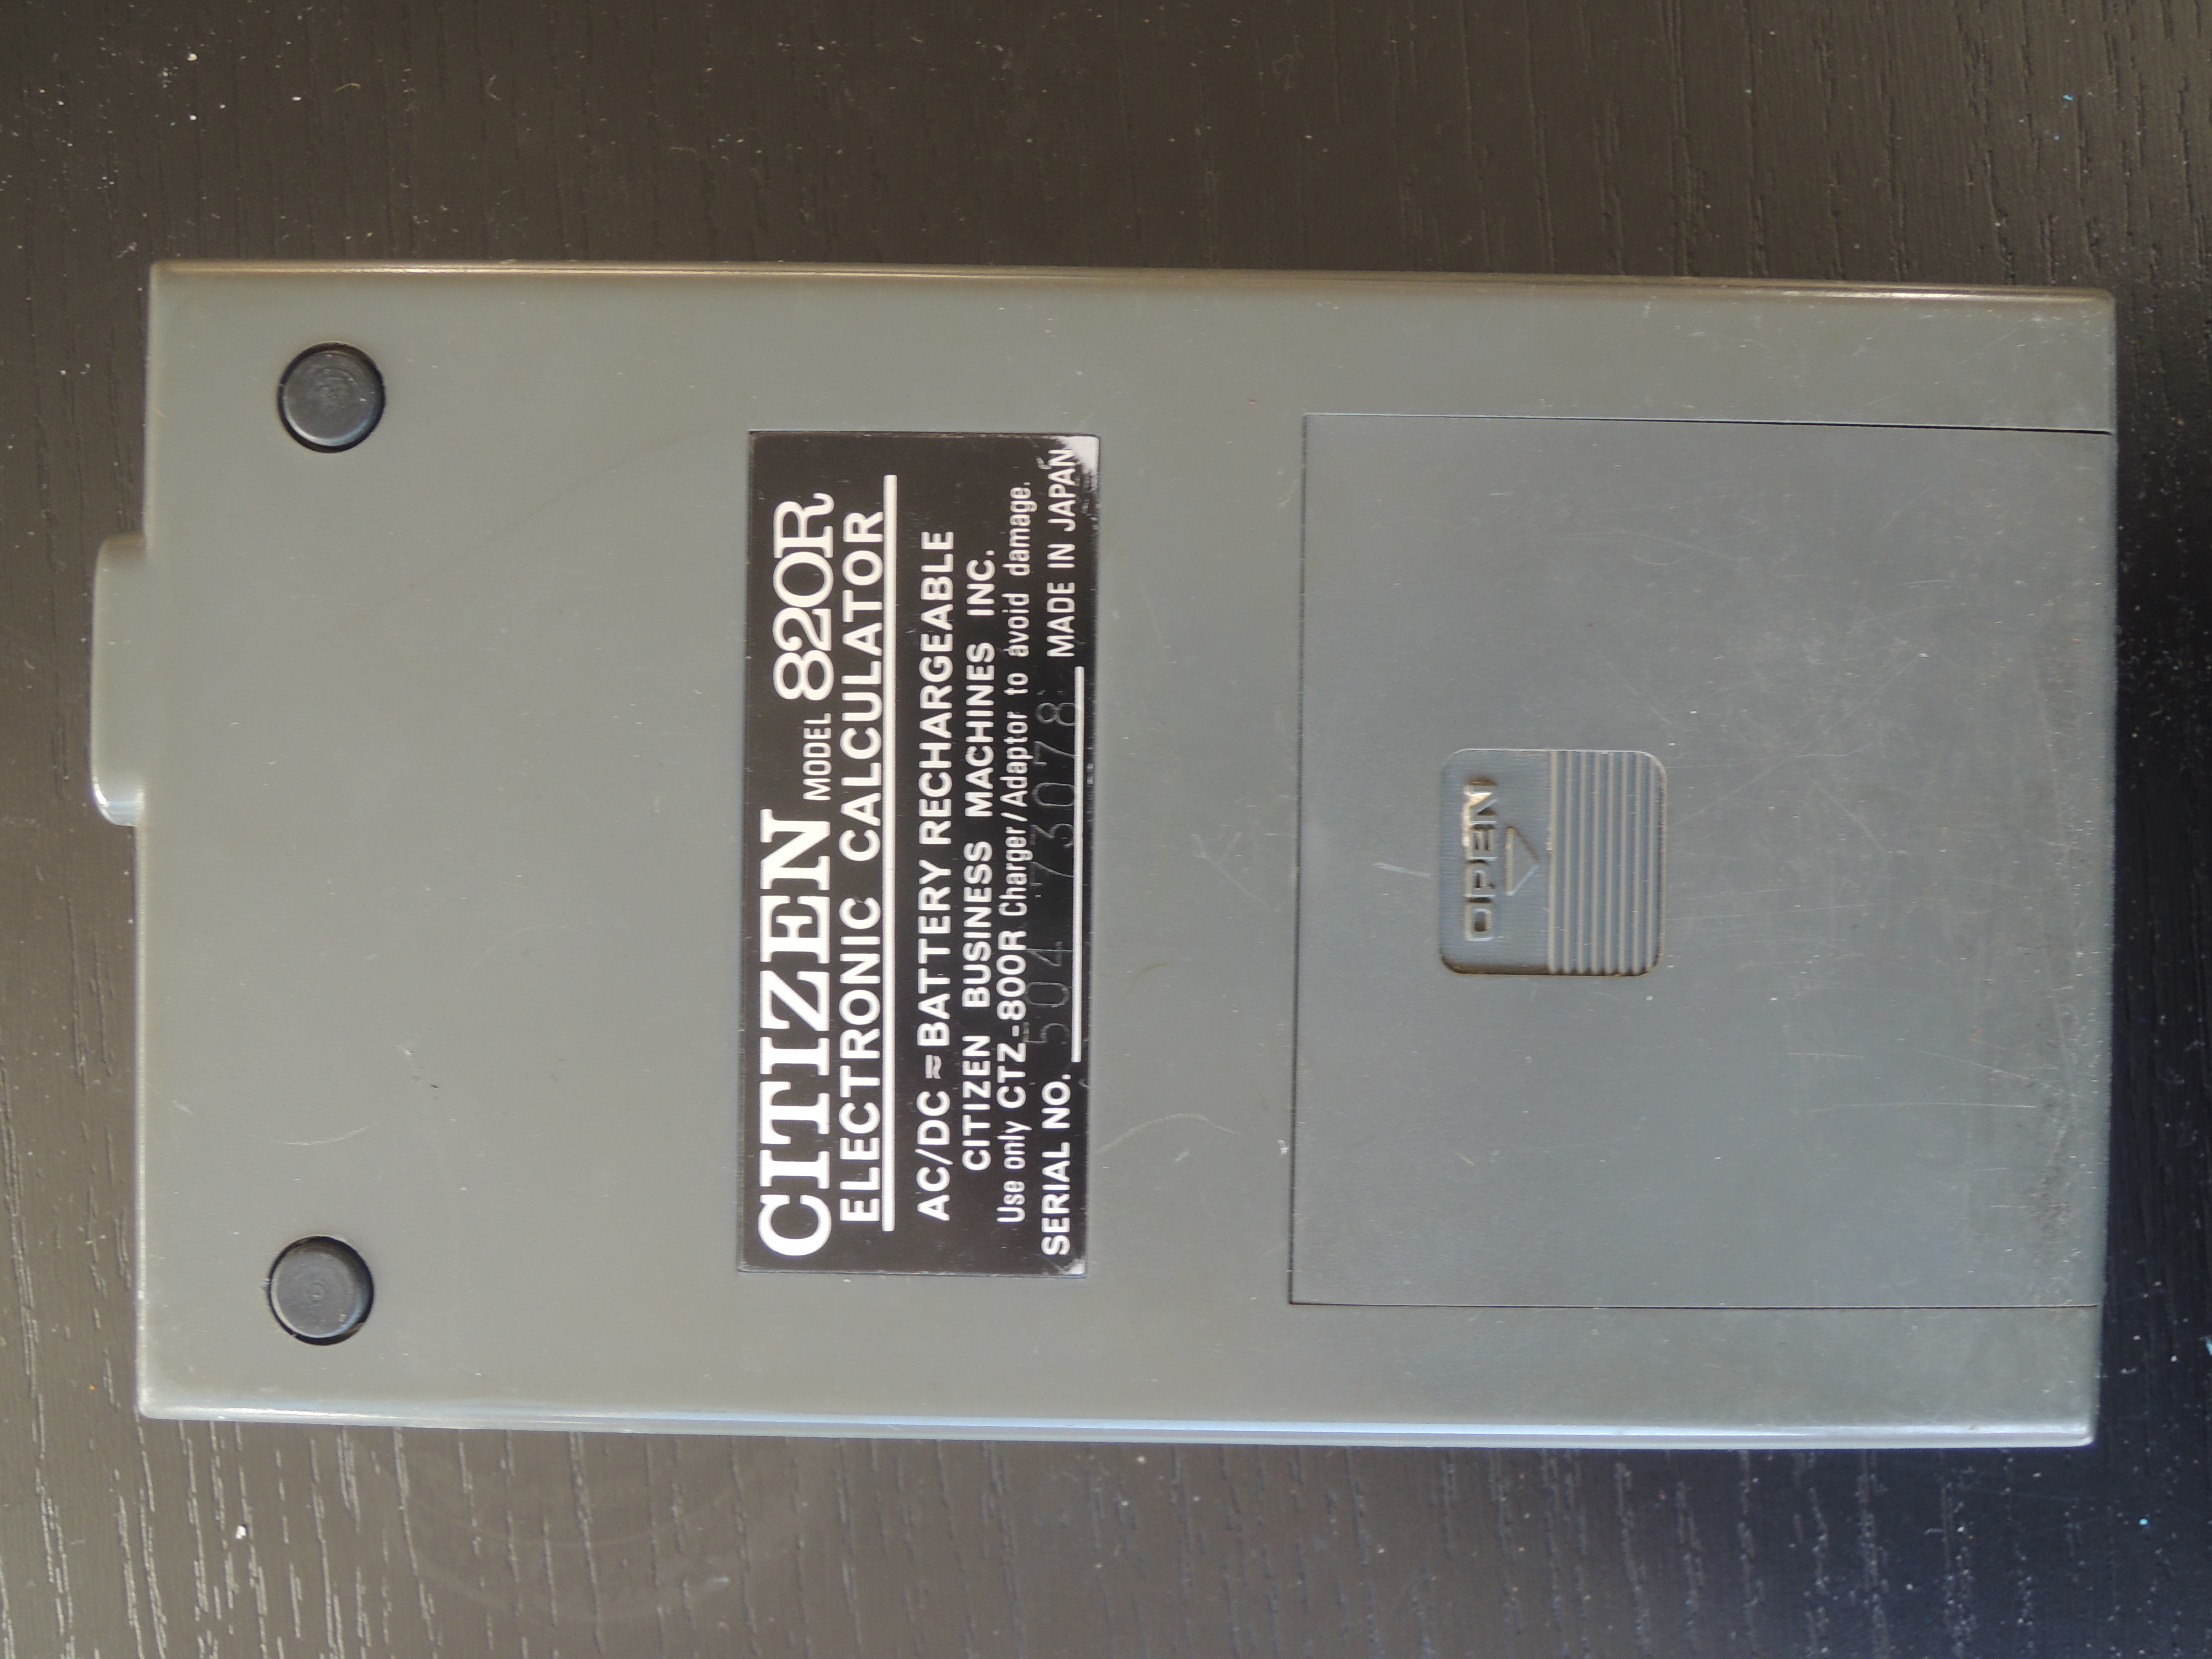 CITIZEN MODEL 820R
ELECTRONIC CALCULATOR
AC/DC ≂ BATTERY RECHARGEABLE
CITIZEN BUSINESS MACHINES INC.
Use only CTZ-800R Charger/Adaptor to avoid damage.
SERIAL NO. 504 73078 MADE IN JAPAN
OPEN